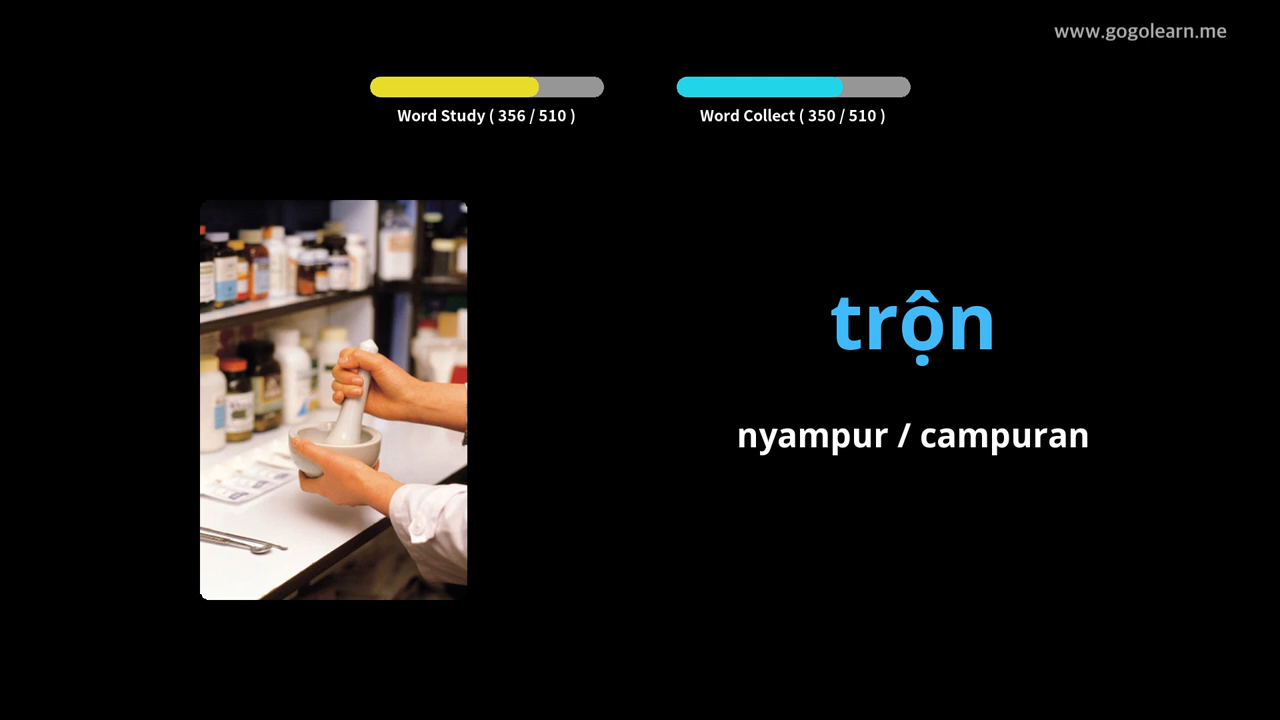 www.gogolearn.me
Word Study ( 356 / 510 )
Word Collect ( 350 / 510 )
trộn
nyampur / campuran